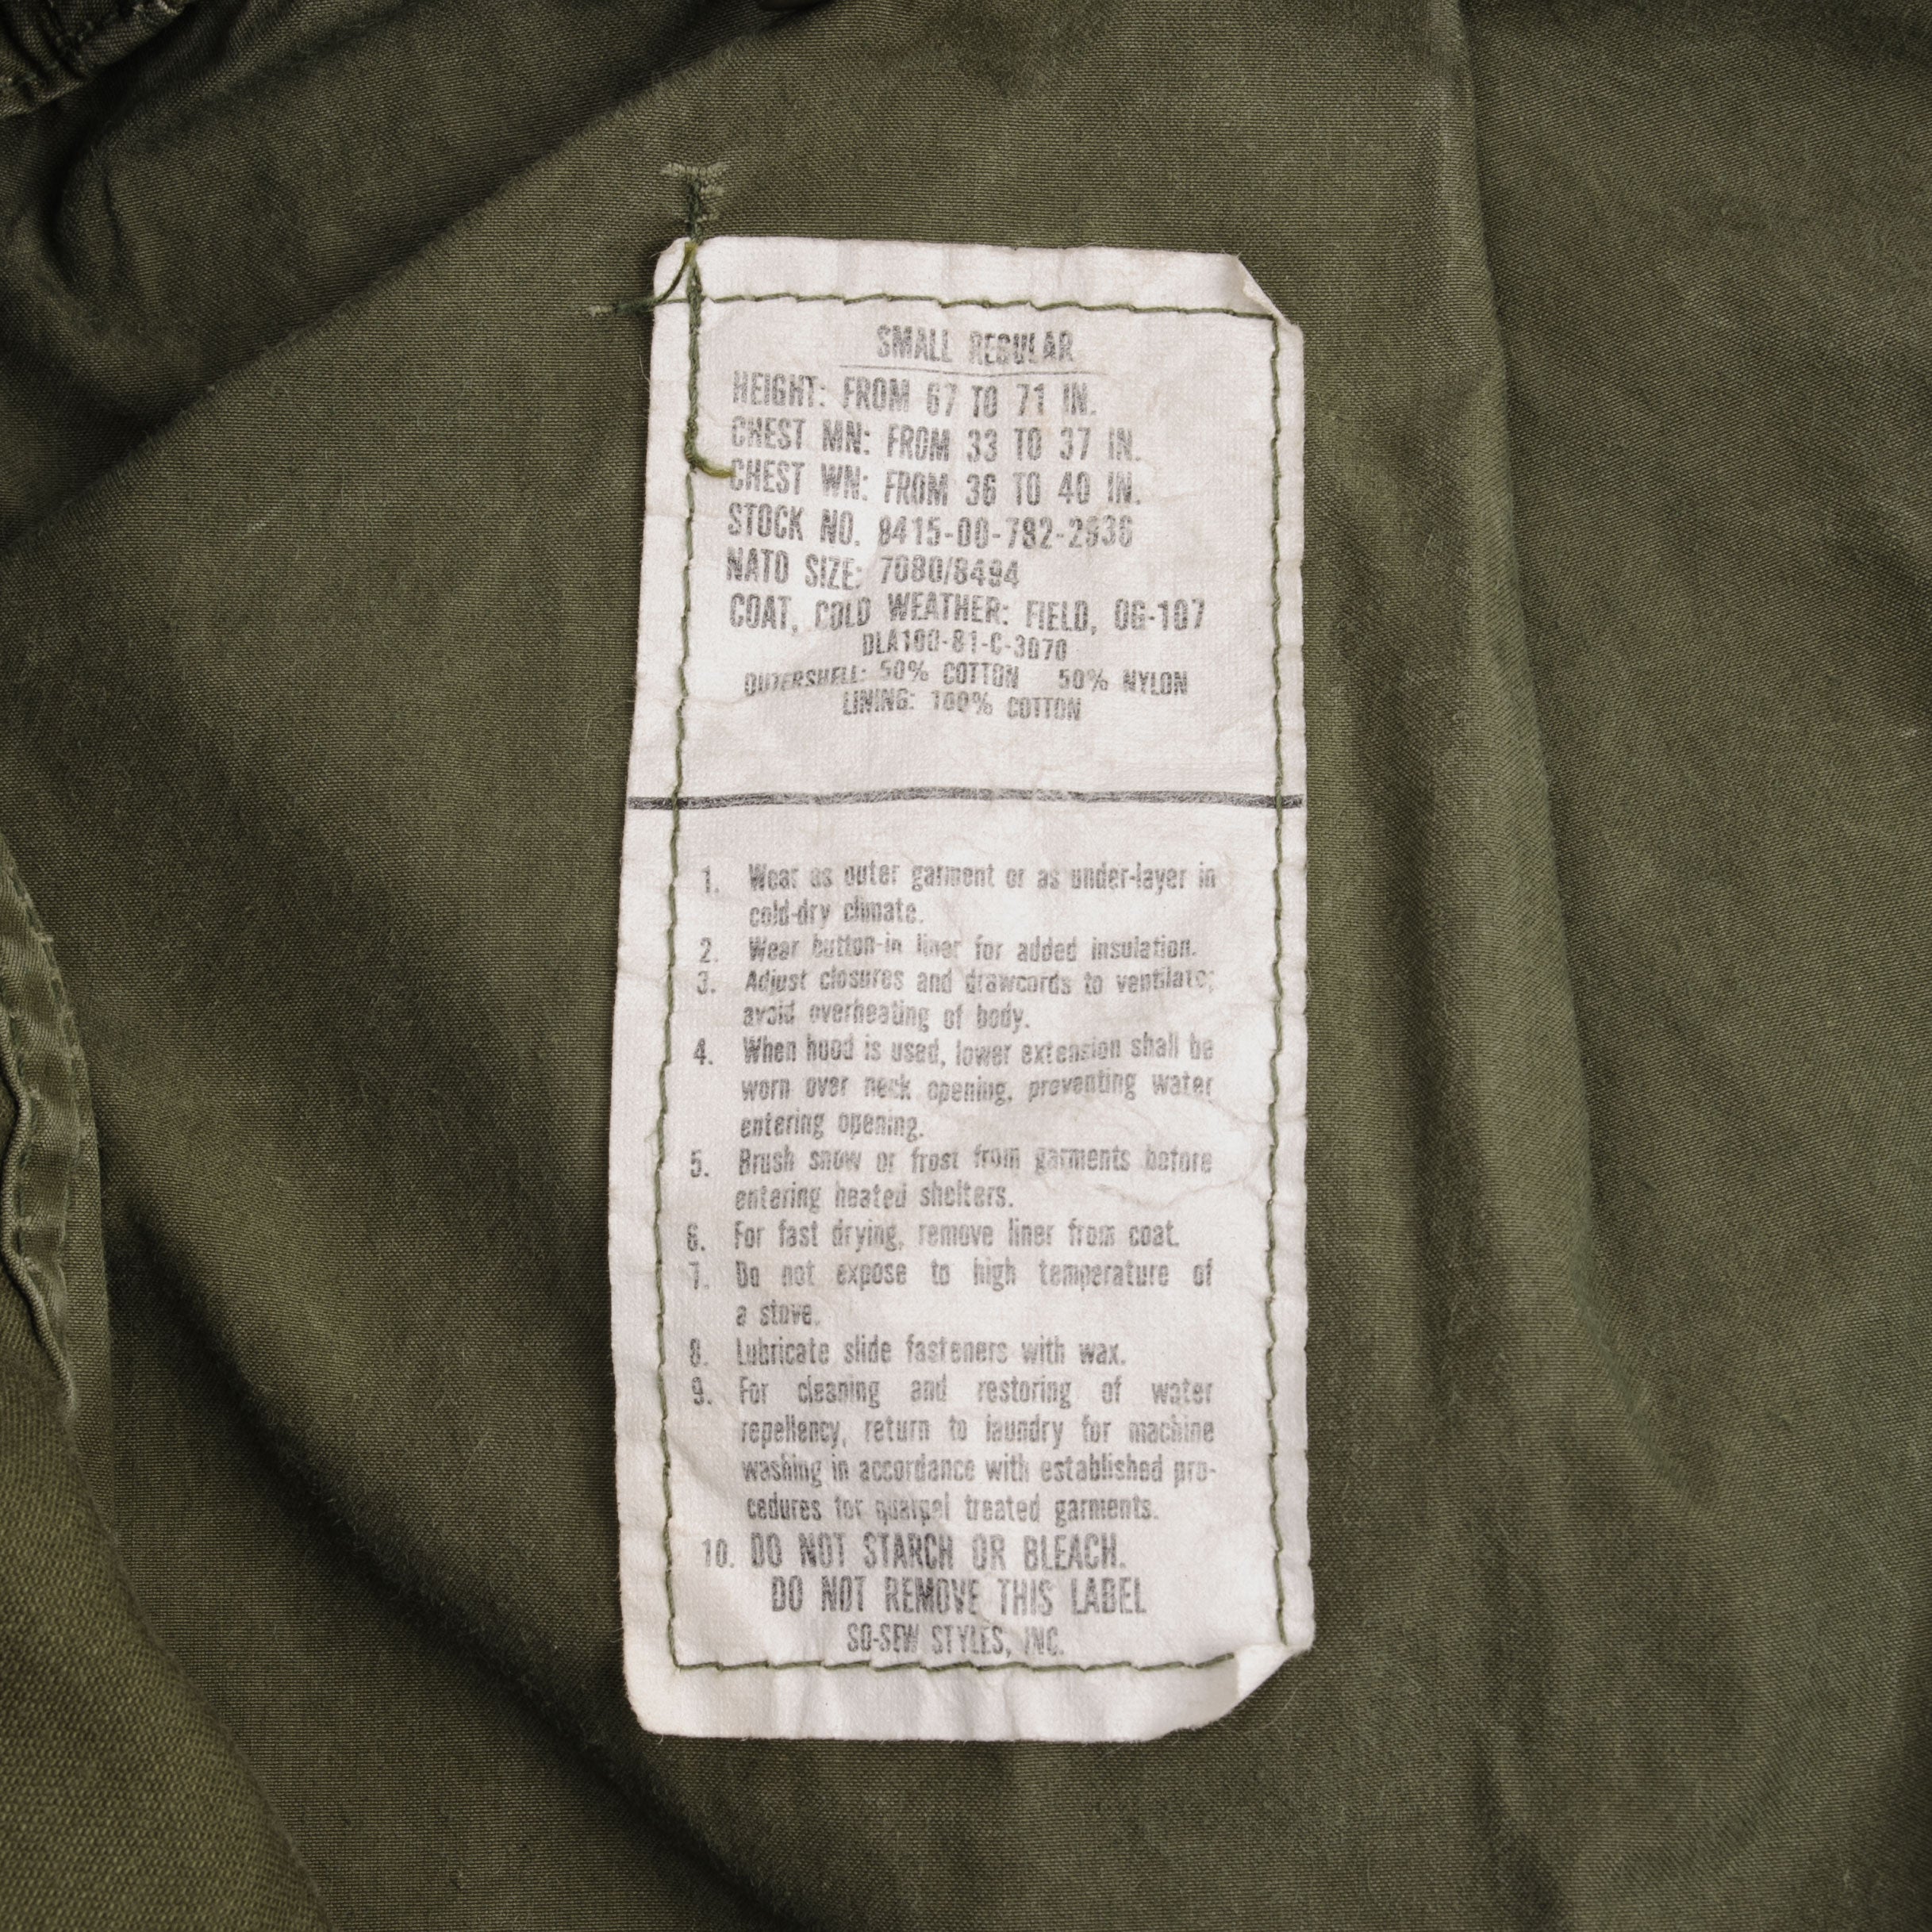 SMALL REGULAR
HEIGHT: FROM 67 TO 71 IN.
CHEST MN: FROM 33 TO 37 IN.
CHEST WN: FROM 36 TO 40 IN.
STOCK NO. 8415-00-782-2936
NATO SIZE: 7080/8494
COAT, COLD WEATHER: FIELD, OG-107
DLA100-81-C-3070
OUTERSHELL: 50% COTTON 50% NYLON
LINING: 100% COTTON
1. Wear as outer garment or as under-layer in
cold-dry climate.
2. Wear button-in liner for added insulation.
3. Adjust closures and drawcords to ventilate;
avoid overheating of body.
4. When hood is used, lower extension shall be
worn over neck opening, preventing water
entering opening.
5. Brush snow or frost from garments before
entering heated shelters.
6. For fast drying, remove liner from coat.
7. Do not expose to high temperature of
a stove.
8. Lubricate slide fasteners with wax.
9. For cleaning and restoring of water
repellency, return to laundry for machine
washing in accordance with established pro-
cedures for quarpel treated garments.
10. DO NOT STARCH OR BLEACH.
DO NOT REMOVE THIS LABEL
SO-SEW STYLES, INC.